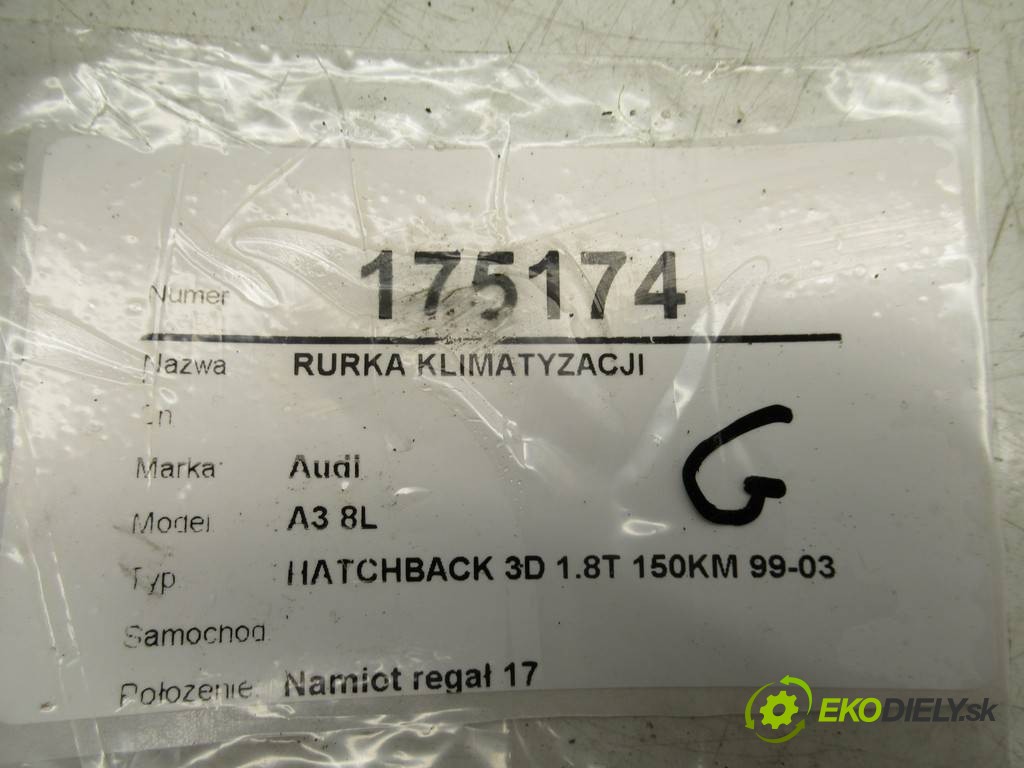 Numer 175174
Nazwa RURKA KLIMATYZACJI
G
Marka: Audi
Model A3 8L
Typ HATCHBACK 3D 1.8T 150KM 99-03
Samochod
Położenie: Namiot regał 17
EKODIELY.sk